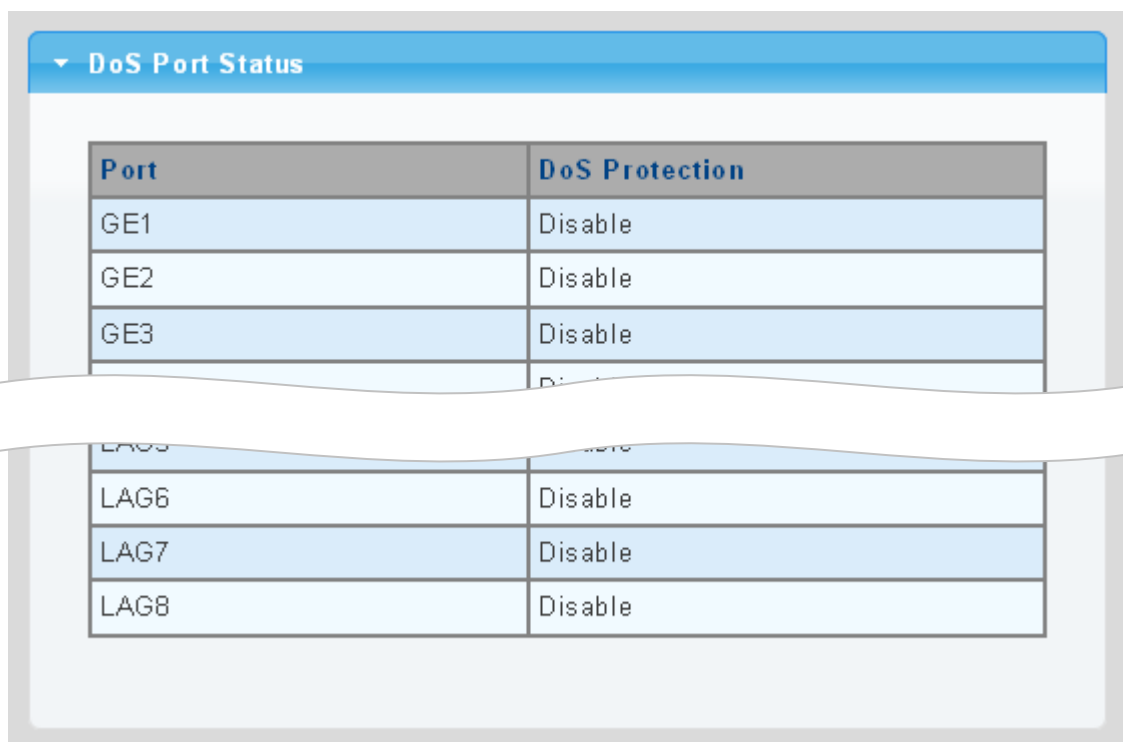 DoS Port Status
Port DoS Protection
GE1 Disable
GE2 Disable
GE3 Disable
LAG6 Disable
LAG7 Disable
LAG8 Disable